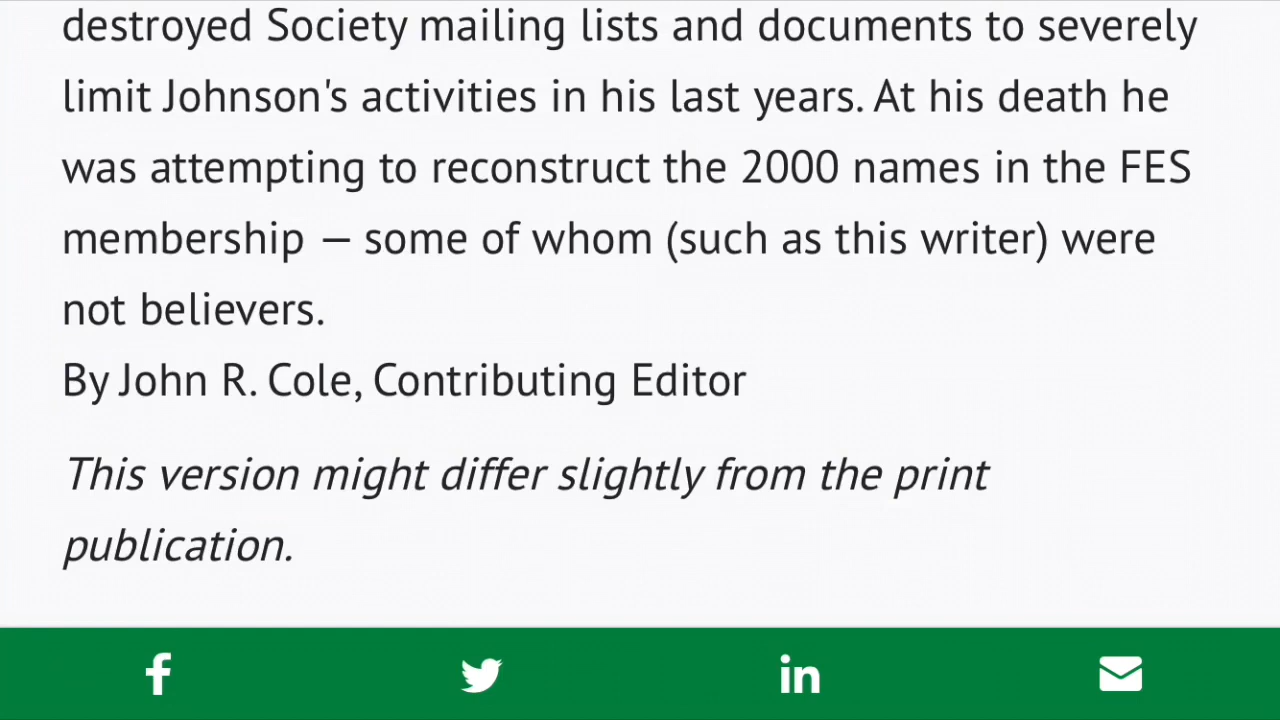 destroyed Society mailing lists and documents to severely
limit Johnson's activities in his last years. At his death he
was attempting to reconstruct the 2000 names in the FES
membership — some of whom (such as this writer) were
not believers.
By John R. Cole, Contributing Editor
This version might differ slightly from the print
publication.